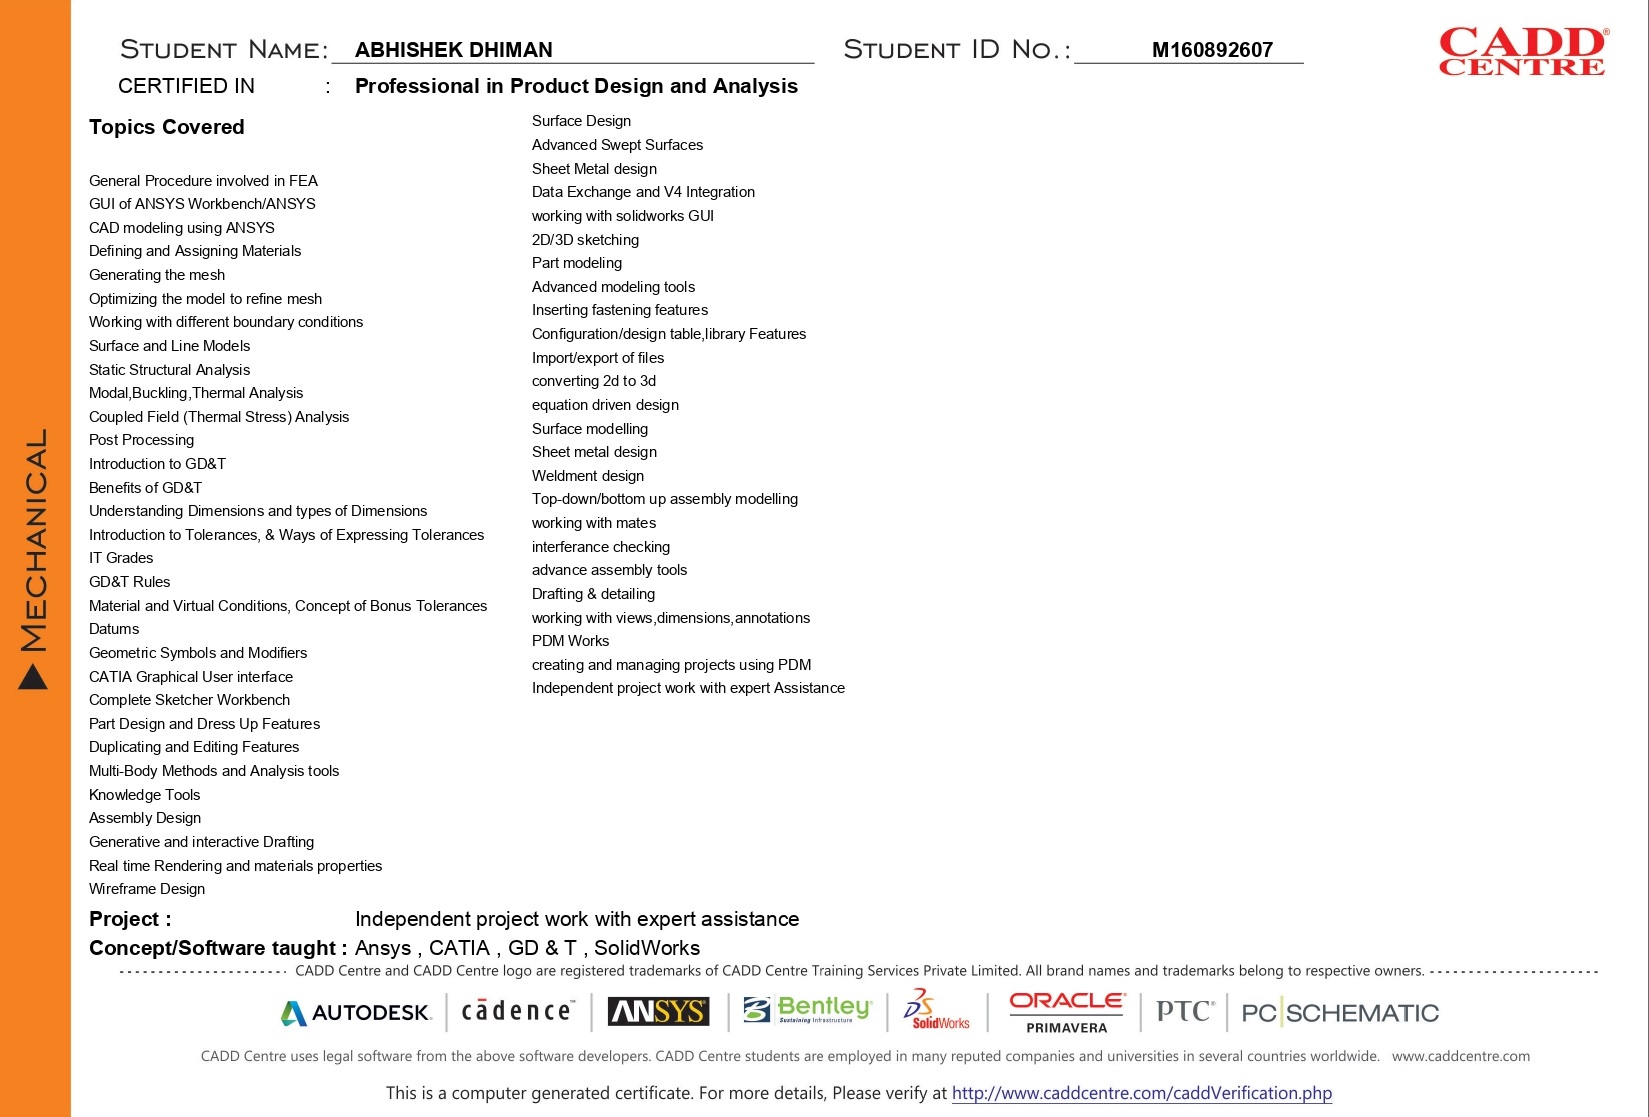 STUDENT NAME: ABHISHEK DHIMAN STUDENT ID NO.: M160892607
CADD CENTRE®
CERTIFIED IN : Professional in Product Design and Analysis
Topics Covered
General Procedure involved in FEA
GUI of ANSYS Workbench/ANSYS
CAD modeling using ANSYS
Defining and Assigning Materials
Generating the mesh
Optimizing the model to refine mesh
Working with different boundary conditions
Surface and Line Models
Static Structural Analysis
Modal,Buckling,Thermal Analysis
Coupled Field (Thermal Stress) Analysis
Post Processing
Introduction to GD&T
Benefits of GD&T
Understanding Dimensions and types of Dimensions
Introduction to Tolerances, & Ways of Expressing Tolerances
IT Grades
GD&T Rules
Material and Virtual Conditions, Concept of Bonus Tolerances
Datums
Geometric Symbols and Modifiers
CATIA Graphical User interface
Complete Sketcher Workbench
Part Design and Dress Up Features
Duplicating and Editing Features
Multi-Body Methods and Analysis tools
Knowledge Tools
Assembly Design
Generative and interactive Drafting
Real time Rendering and materials properties
Wireframe Design
Surface Design
Advanced Swept Surfaces
Sheet Metal design
Data Exchange and V4 Integration
working with solidworks GUI
2D/3D sketching
Part modeling
Advanced modeling tools
Inserting fastening features
Configuration/design table,library Features
Import/export of files
converting 2d to 3d
equation driven design
Surface modelling
Sheet metal design
Weldment design
Top-down/bottom up assembly modelling
working with mates
interferance checking
advance assembly tools
Drafting & detailing
working with views,dimensions,annotations
PDM Works
creating and managing projects using PDM
Independent project work with expert Assistance
MECHANICAL
Project : Independent project work with expert assistance
Concept/Software taught : Ansys , CATIA , GD & T , SolidWorks
CADD Centre and CADD Centre logo are registered trademarks of CADD Centre Training Services Private Limited. All brand names and trademarks belong to respective owners.
AUTODESK. cādence™ ANSYS® Bentley® Sustaining Infrastructure SolidWorks ORACLE® PRIMAVERA PTC® PC|SCHEMATIC
CADD Centre uses legal software from the above software developers. CADD Centre students are employed in many reputed companies and universities in several countries worldwide. www.caddcentre.com
This is a computer generated certificate. For more details, Please verify at http://www.caddcentre.com/caddVerification.php